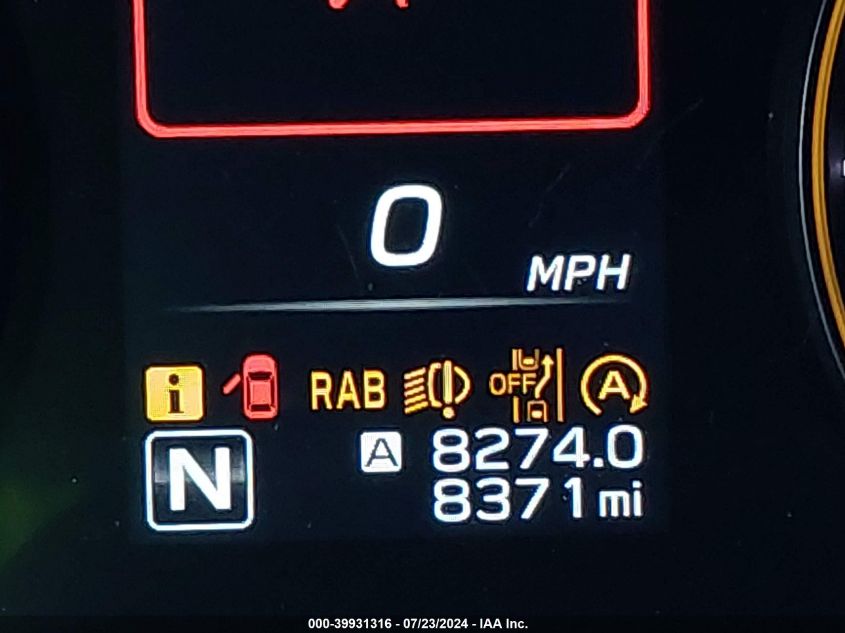 0
MPH
i
RAB
OFF
A
N
A 8274.0
8371 mi
000-39931316 - 07/23/2024 - IAA Inc.